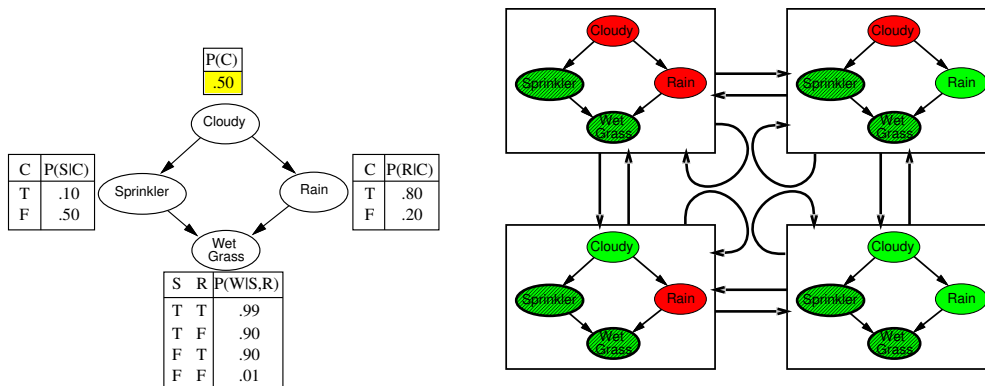 P(C)
.50
Cloudy
C P(S|C)
T .10
F .50
Sprinkler
Rain
C P(R|C)
T .80
F .20
Wet
Grass
S R P(W|S,R)
T T .99
T F .90
F T .90
F F .01
Cloudy
Sprinkler
Rain
Wet
Grass
Cloudy
Sprinkler
Rain
Wet
Grass
Cloudy
Sprinkler
Rain
Wet
Grass
Cloudy
Sprinkler
Rain
Wet
Grass